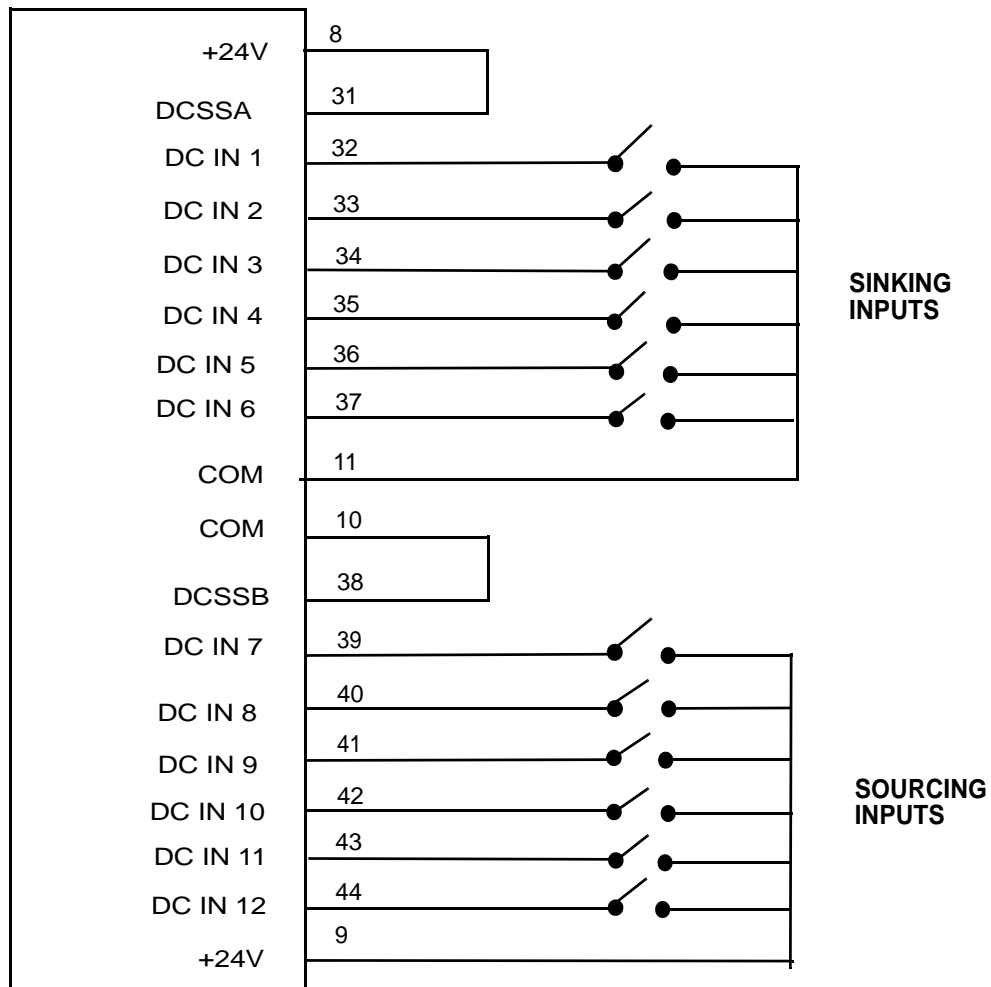 +24V 8
DCSSA 31
DC IN 1 32
DC IN 2 33
DC IN 3 34
DC IN 4 35
DC IN 5 36
DC IN 6 37
SINKING
INPUTS
COM 11
COM 10
DCSSB 38
DC IN 7 39
DC IN 8 40
DC IN 9 41
DC IN 10 42
DC IN 11 43
DC IN 12 44
SOURCING
INPUTS
+24V 9